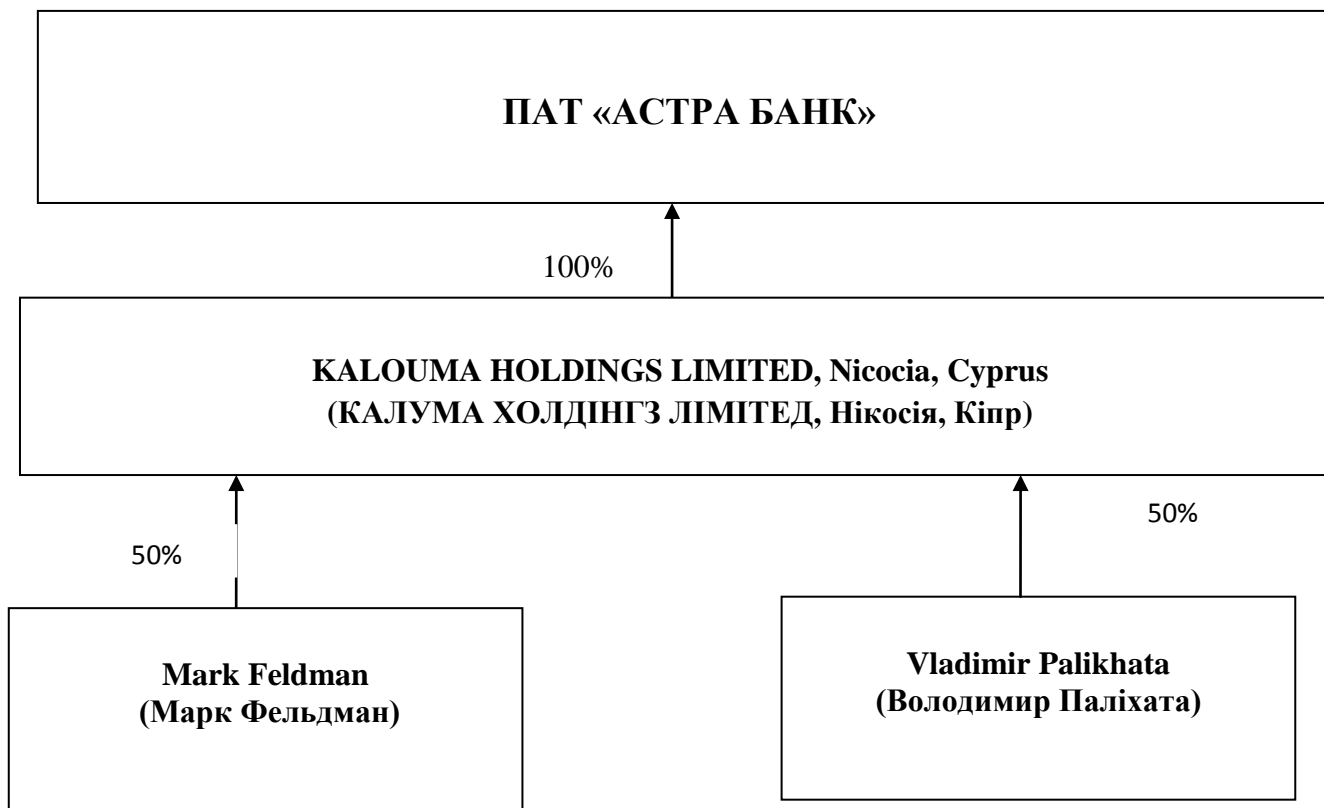 ПАТ «АСТРА БАНК»
100%
KALOUMA HOLDINGS LIMITED, Nicocia, Cyprus
(КАЛУМА ХОЛДІНГЗ ЛІМІТЕД, Нікосія, Кіпр)
50%
50%
Mark Feldman
(Марк Фельдман)
Vladimir Palikhata
(Володимир Паліхата)